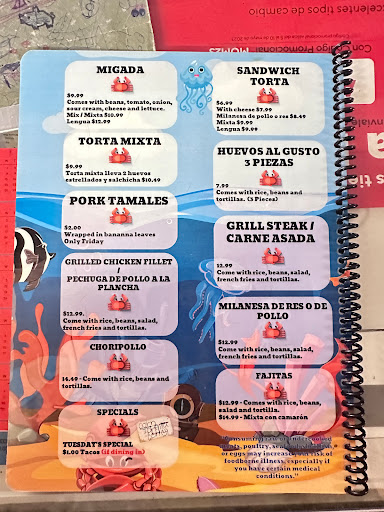 celentes tipos de cambio
Con código Promocional
MIGADA
$9.99
Comes with beans, tomato, onion,
sour cream, cheese and lettuce.
Mix / Mixta $10.99
Lengua $12.99
TORTA MIXTA
$9.99
Torta mixta lleva 2 huevos
estrellados y salchicha $10.49
PORK TAMALES
$2.00
Wrapped in bananna leaves
Only Friday
GRILLED CHICKEN FILLET
/
PECHUGA DE POLLO A LA
PLANCHA
$12.99.
Come with rice, beans, salad,
french fries and tortillas.
CHORIPOLLO
14.49 - Come with rice, beans and
tortillas.
SPECIALS
TUESDAY'S SPECIAL
$1.00 Tacos (if dining in)
SANDWICH
TORTA
$6.99
With cheese $7.99
Milanesa de pollo o res $8.49
Mixta $9.99
Lengua $9.99
HUEVOS AL GUSTO
3 PIEZAS
7.99
Comes with rice, beans and
tortillas. (3 Pieces)
GRILL STEAK /
CARNE ASADA
12.99
Come with rice, beans, salad,
french fries and tortillas.
MILANESA DE RES O DE
POLLO
$12.99
Come with rice, beans, salad,
french fries and tortillas.
FAJITAS
$12.99 - Comes with rice, beans,
salad and tortilla.
$14.99 - Mixta con camarón
or eggs may increase your risk of
foodborne illness, especially if
you have certain medical
conditions."